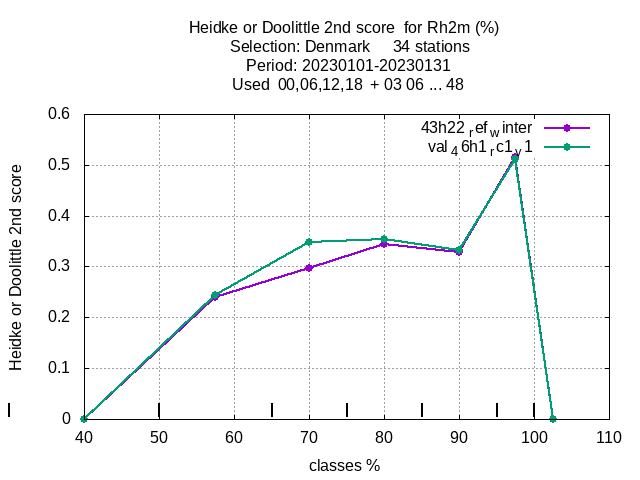 Heidke or Doolittle 2nd score  for Rh2m (%)
Selection: Denmark     34 stations
Period: 20230101-20230131
Used  00,06,12,18  + 03 06 ... 48
43h22_ref_winter
val_46h1_rc1_v1
Heidke or Doolittle 2nd score
0.6
0.5
0.4
0.3
0.2
0.1
0
40 50 60 70 80 90 100 110
classes %